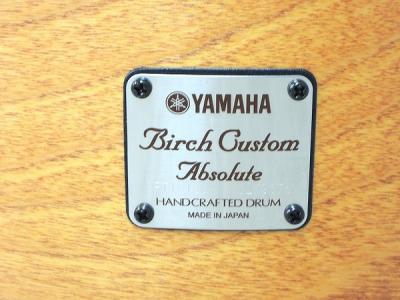 YAMAHA
Birch Custom
Absolute
HANDCRAFTED DRUM
MADE IN JAPAN